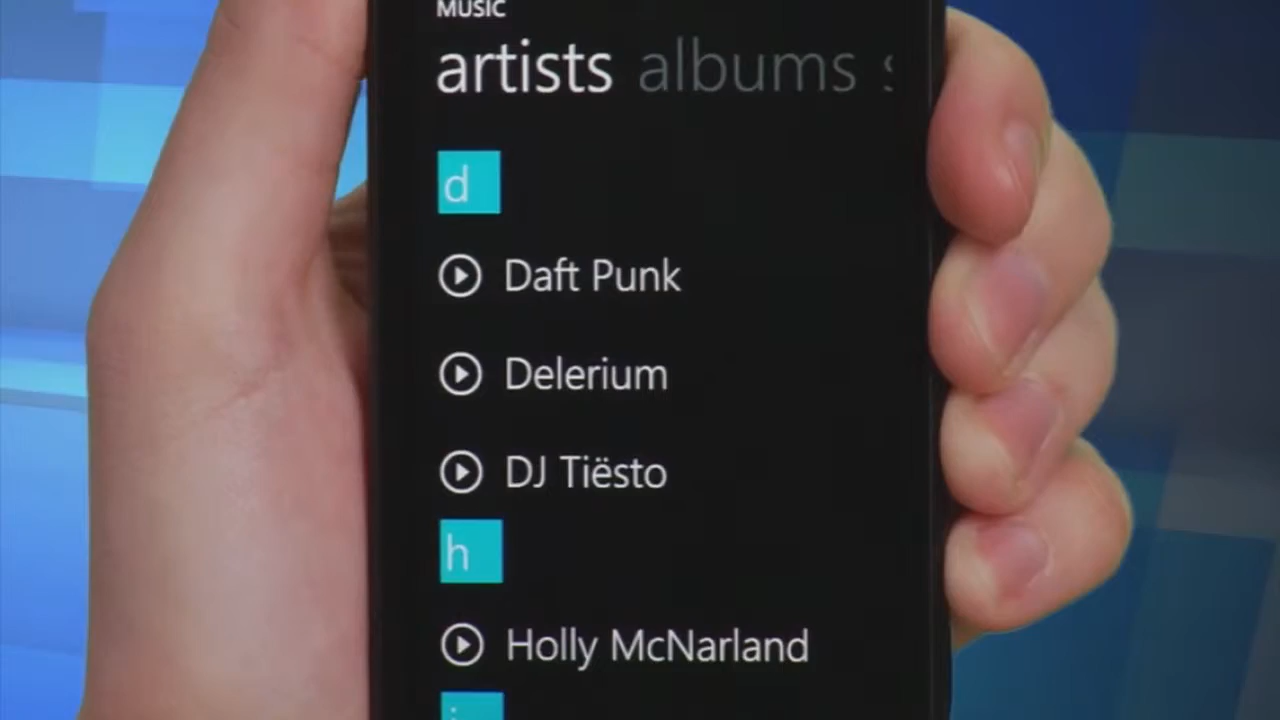 MUSIC
artists albums s
d
Daft Punk
Delerium
DJ Tiësto
h
Holly McNarland